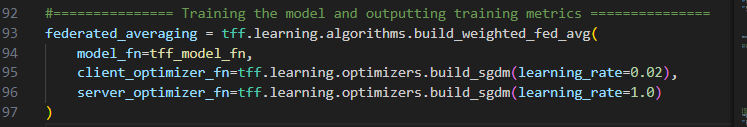 92 #=============== Training the model and outputting training metrics ===============
93 federated_averaging = tff.learning.algorithms.build_weighted_fed_avg(
94     model_fn=tff_model_fn,
95     client_optimizer_fn=tff.learning.optimizers.build_sgdm(learning_rate=0.02),
96     server_optimizer_fn=tff.learning.optimizers.build_sgdm(learning_rate=1.0)
97 )